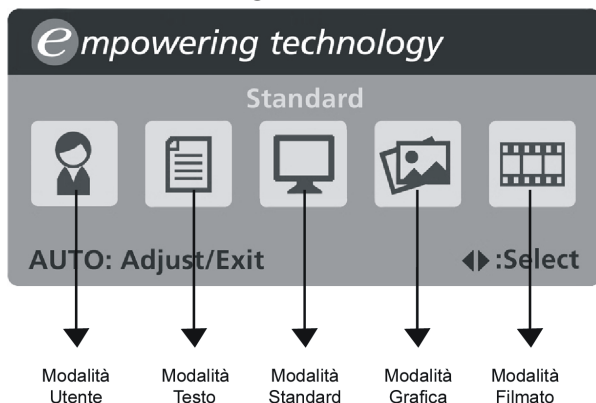 empowering technology
Standard
AUTO: Adjust/Exit ◀▶ :Select
Modalità Utente
Modalità Testo
Modalità Standard
Modalità Grafica
Modalità Filmato